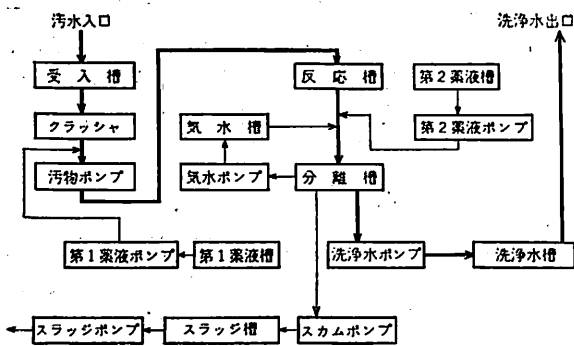 汚水入口
洗浄水出口
受入槽
反応槽
第2薬液槽
クラッシャ
気水槽
第2薬液ポンプ
汚物ポンプ
気水ポンプ
分離槽
第1薬液ポンプ
第1薬液槽
洗浄水ポンプ
洗浄水槽
スラッジポンプ
スラッジ槽
スカムポンプ